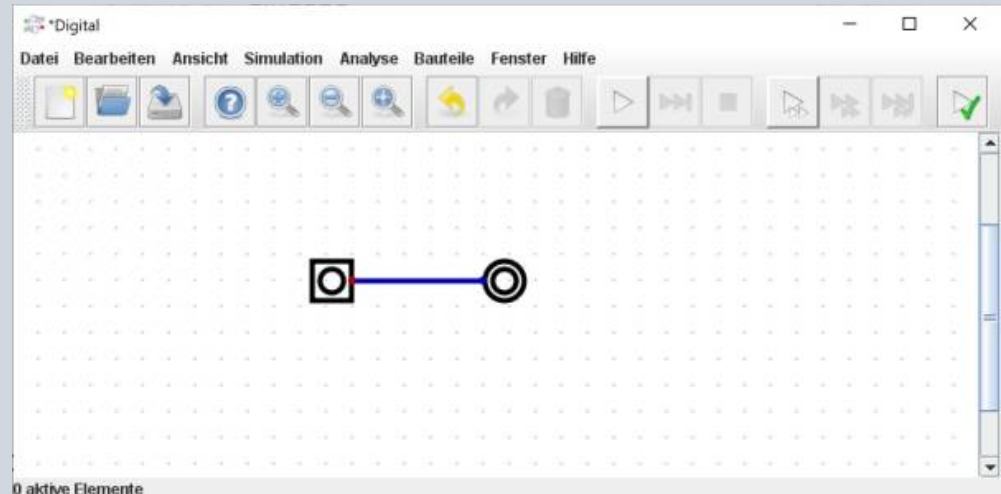 *Digital
Datei Bearbeiten Ansicht Simulation Analyse Bauteile Fenster Hilfe
0 aktive Elemente